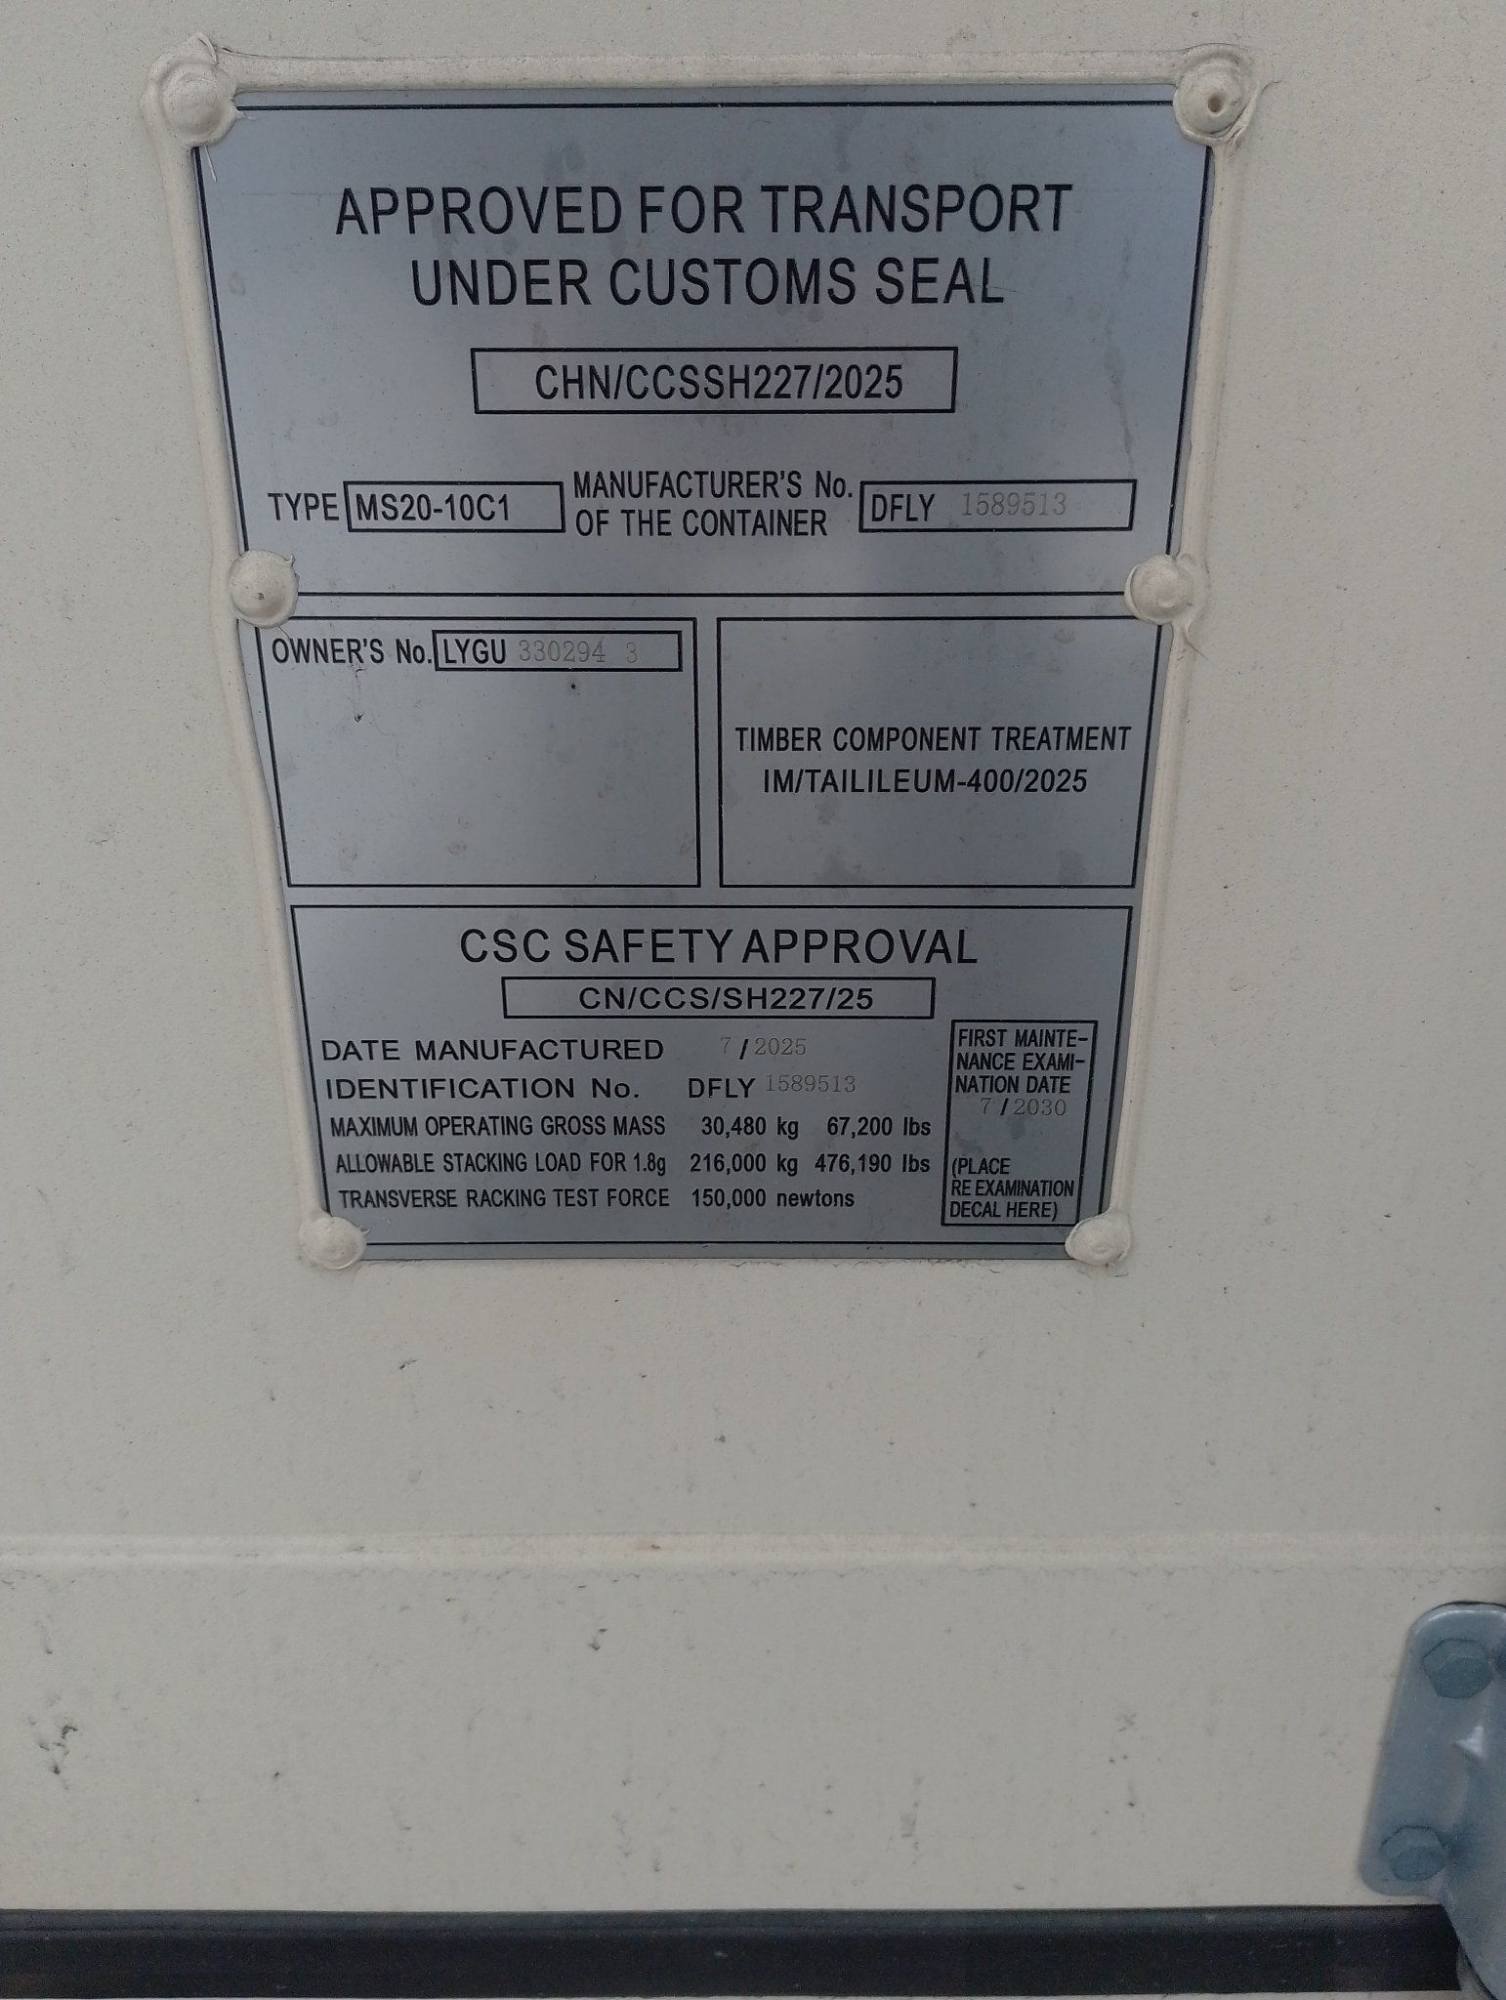 APPROVED FOR TRANSPORT
UNDER CUSTOMS SEAL
CHN/CCSSH227/2025
TYPE MS20-10C1
MANUFACTURER'S No.
OF THE CONTAINER
DFLY 1589513
OWNER'S No. LYGU 330294 3
TIMBER COMPONENT TREATMENT
IM/TAILILEUM-400/2025
CSC SAFETY APPROVAL
CN/CCS/SH227/25
DATE MANUFACTURED 7/2025
IDENTIFICATION No. DFLY 1589513
MAXIMUM OPERATING GROSS MASS 30,480 kg 67,200 lbs
ALLOWABLE STACKING LOAD FOR 1.8g 216,000 kg 476,190 lbs
TRANSVERSE RACKING TEST FORCE 150,000 newtons
FIRST MAINTE-
NANCE EXAMI-
NATION DATE
7/2030
(PLACE
RE EXAMINATION
DECAL HERE)